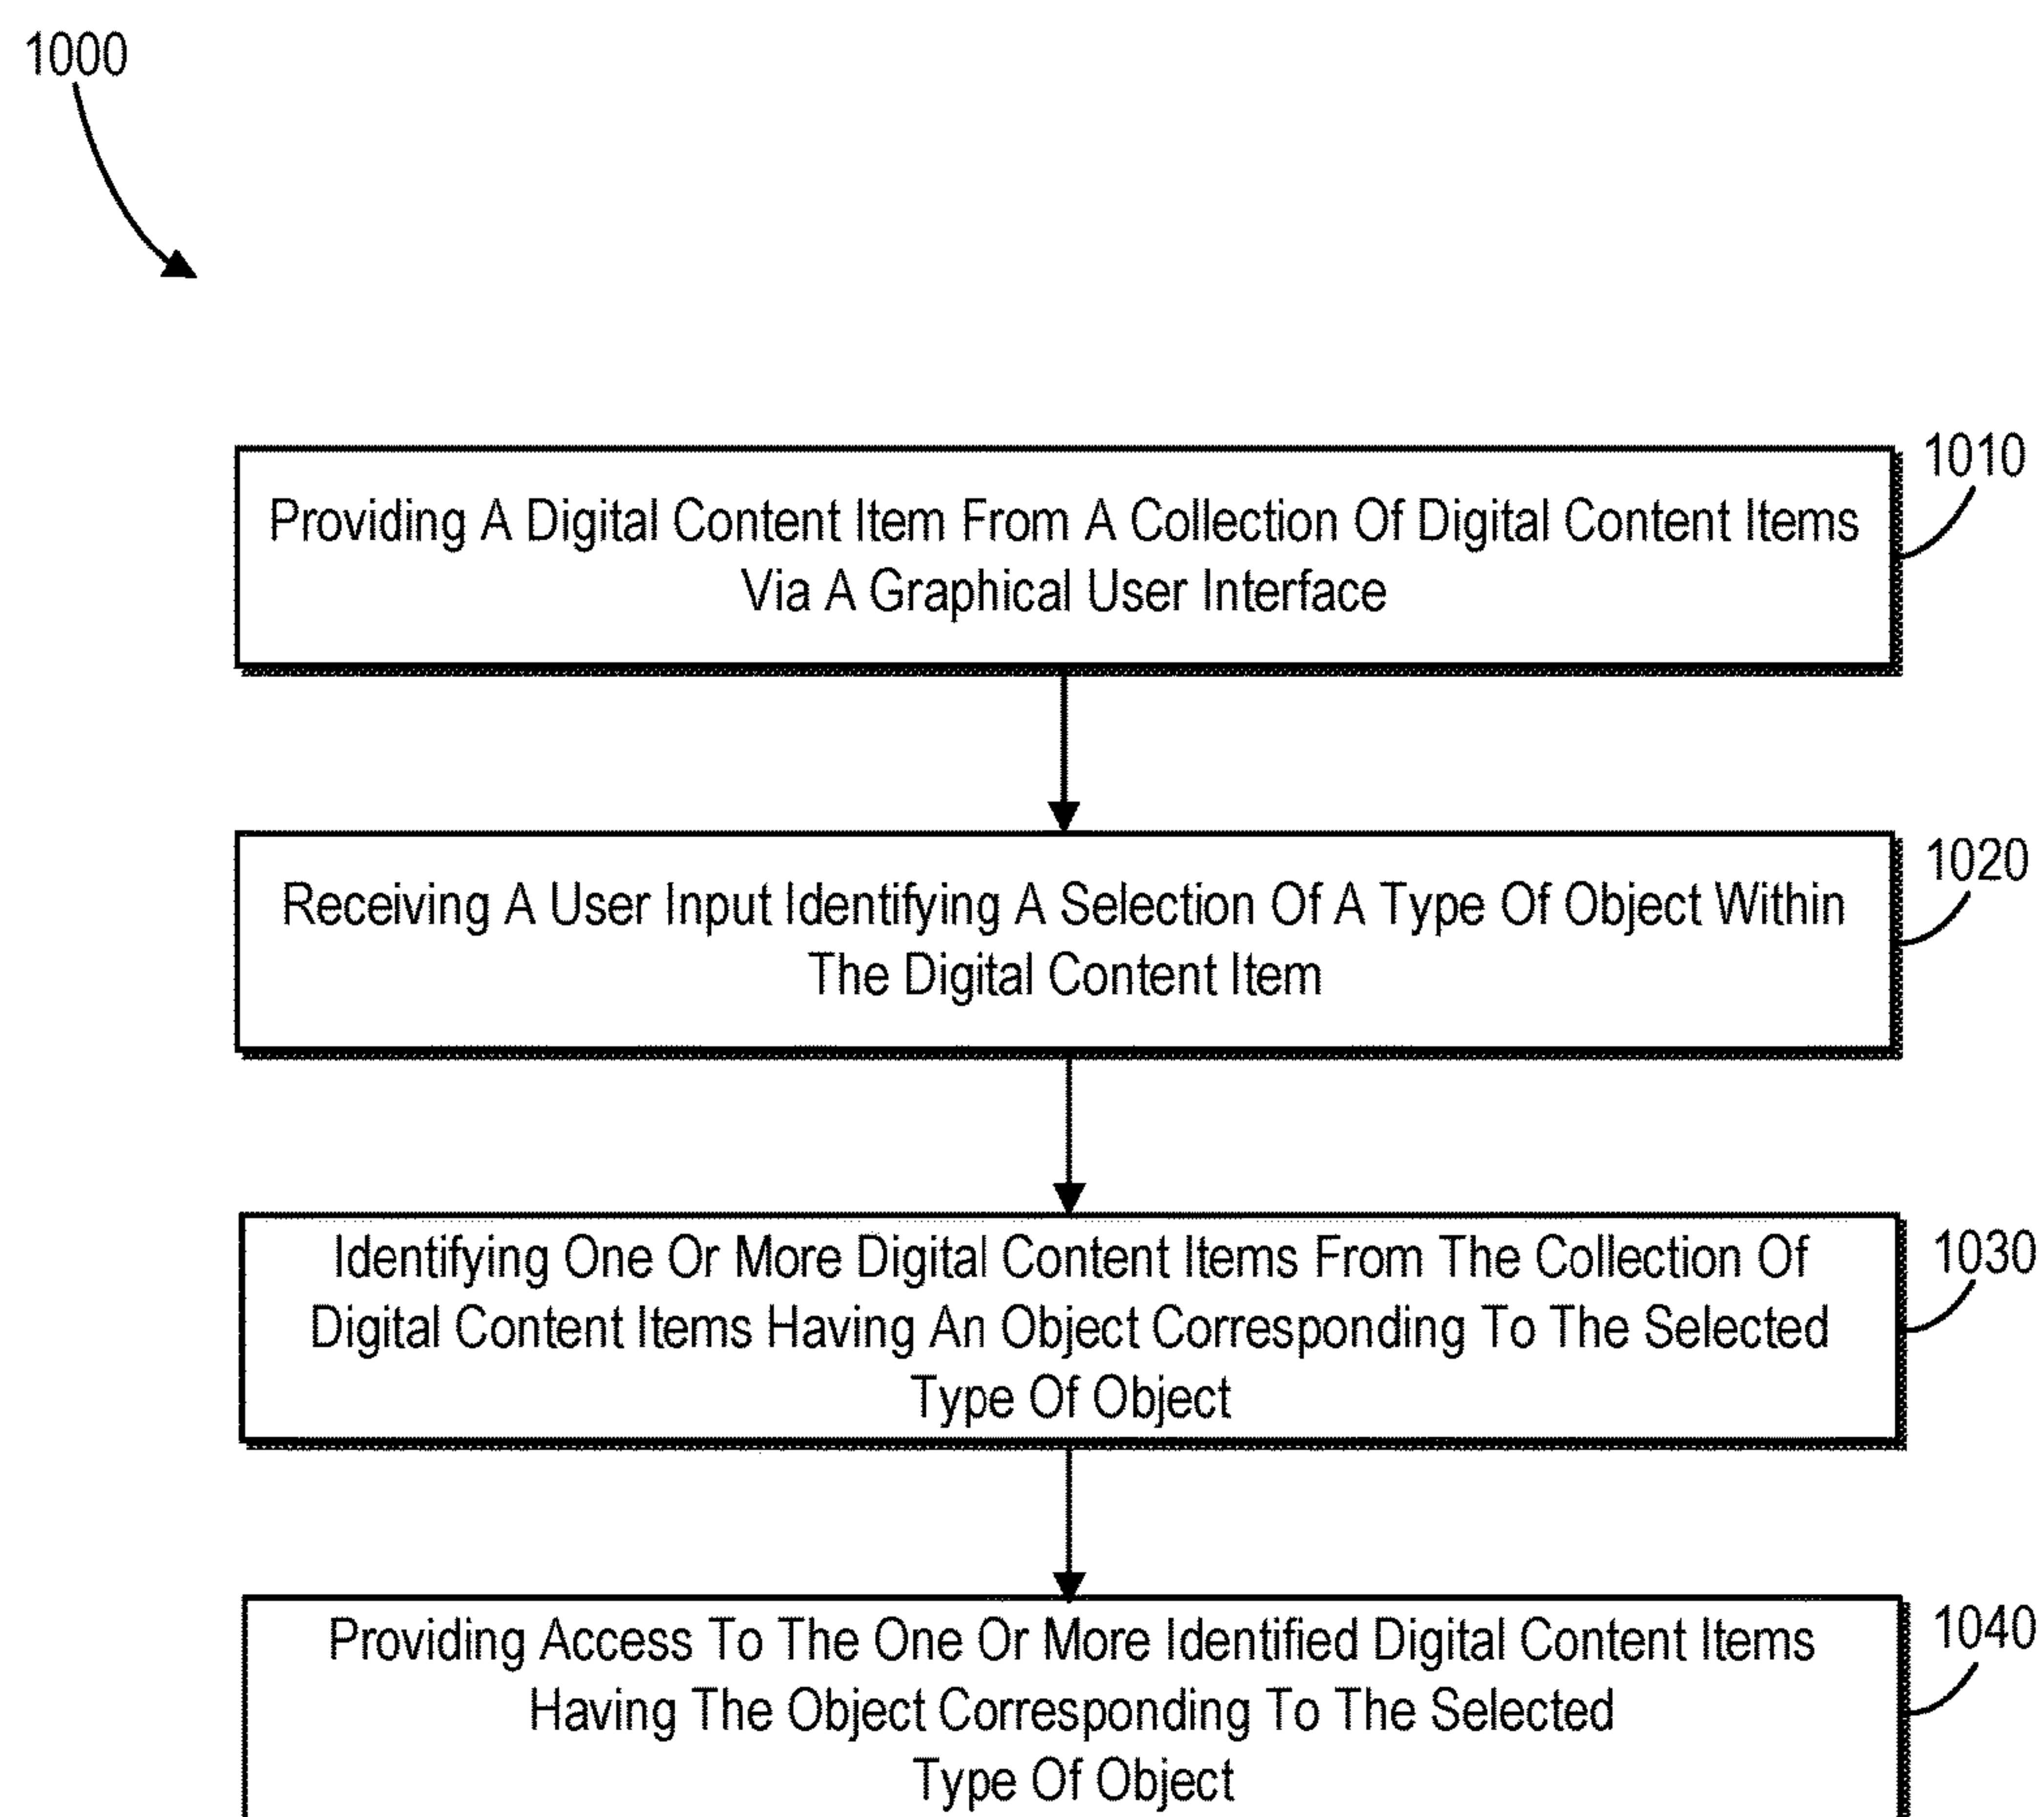 1000
1010
Providing A Digital Content Item From A Collection Of Digital Content Items
Via A Graphical User Interface
1020
Receiving A User Input Identifying A Selection Of A Type Of Object Within
The Digital Content Item
1030
Identifying One Or More Digital Content Items From The Collection Of
Digital Content Items Having An Object Corresponding To The Selected
Type Of Object
1040
Providing Access To The One Or More Identified Digital Content Items
Having The Object Corresponding To The Selected
Type Of Object